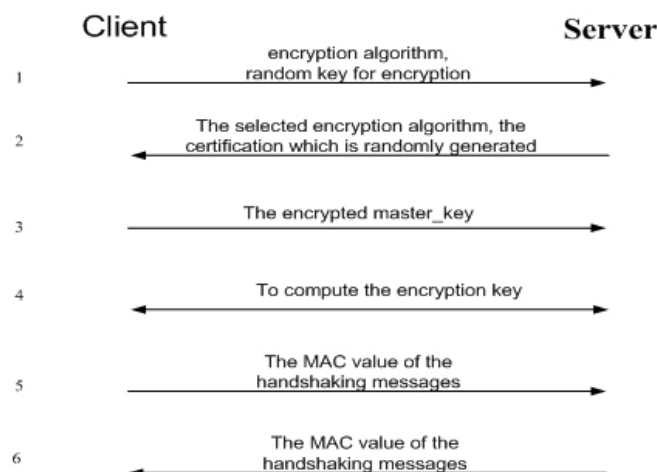 Client
Server
encryption algorithm,
random key for encryption
1
The selected encryption algorithm, the
certification which is randomly generated
2
The encrypted master_key
3
To compute the encryption key
4
The MAC value of the
handshaking messages
5
The MAC value of the
handshaking messages
6